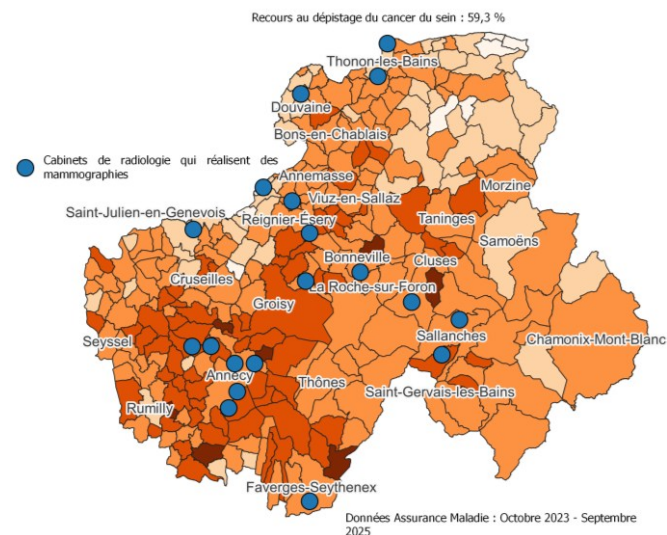 Recours au dépistage du cancer du sein : 59,3 %
Thonon-les-Bains
Douvaine
Bons-en-Chablais
Cabinets de radiologie qui réalisent des
mammographies
Annemasse
Morzine
Viuz-en-Sallaz
Saint-Julien-en-Genevois
Reignier-Ésery
Taninges
Samoëns
Bonneville
Cluses
Cruseilles
La Roche-sur-Foron
Groisy
Seyssel
Sallanches
Chamonix-Mont-Blanc
Annecy
Thônes
Saint-Gervais-les-Bains
Rumilly
Faverges-Seythenex
Données Assurance Maladie : Octobre 2023 - Septembre
2025